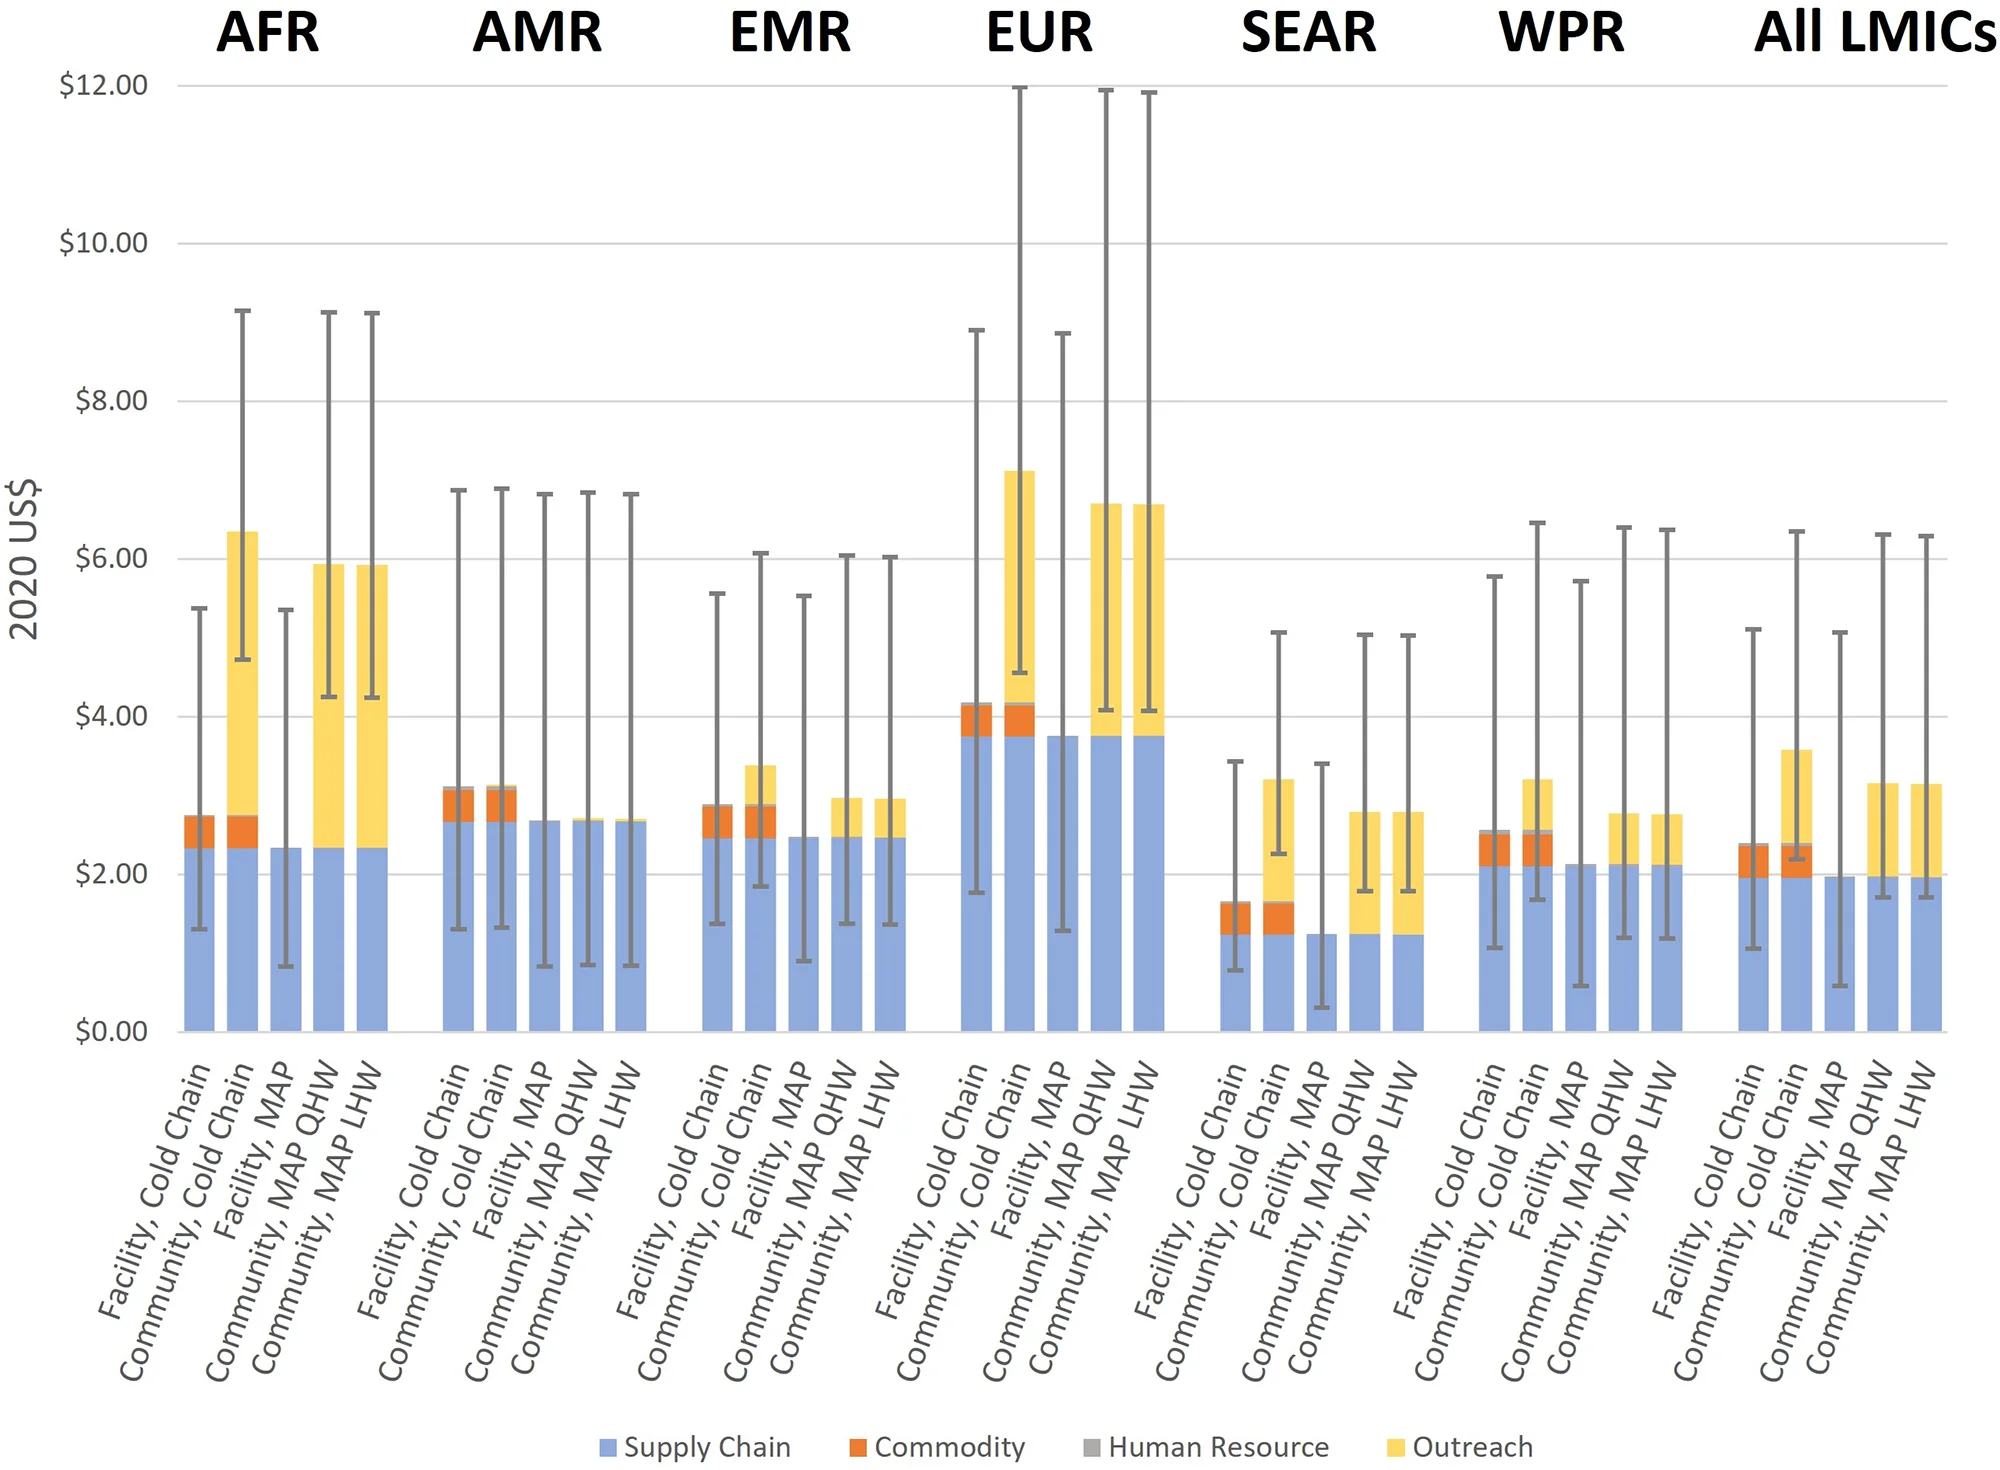 AFR AMR EMR EUR SEAR WPR All LMICs
2020 US$
$12.00
$10.00
$8.00
$6.00
$4.00
$2.00
$0.00
Facility, Cold Chain
Community, Cold Chain
Facility, MAP
Community, MAP QHW
Community, MAP LHW
Facility, Cold Chain
Community, Cold Chain
Facility, MAP
Community, MAP QHW
Community, MAP LHW
Facility, Cold Chain
Community, Cold Chain
Facility, MAP
Community, MAP QHW
Community, MAP LHW
Facility, Cold Chain
Community, Cold Chain
Facility, MAP
Community, MAP QHW
Community, MAP LHW
Facility, Cold Chain
Community, Cold Chain
Facility, MAP
Community, MAP QHW
Community, MAP LHW
Facility, Cold Chain
Community, Cold Chain
Facility, MAP
Community, MAP QHW
Community, MAP LHW
Facility, Cold Chain
Community, Cold Chain
Facility, MAP
Community, MAP QHW
Community, MAP LHW
Supply Chain Commodity Human Resource Outreach